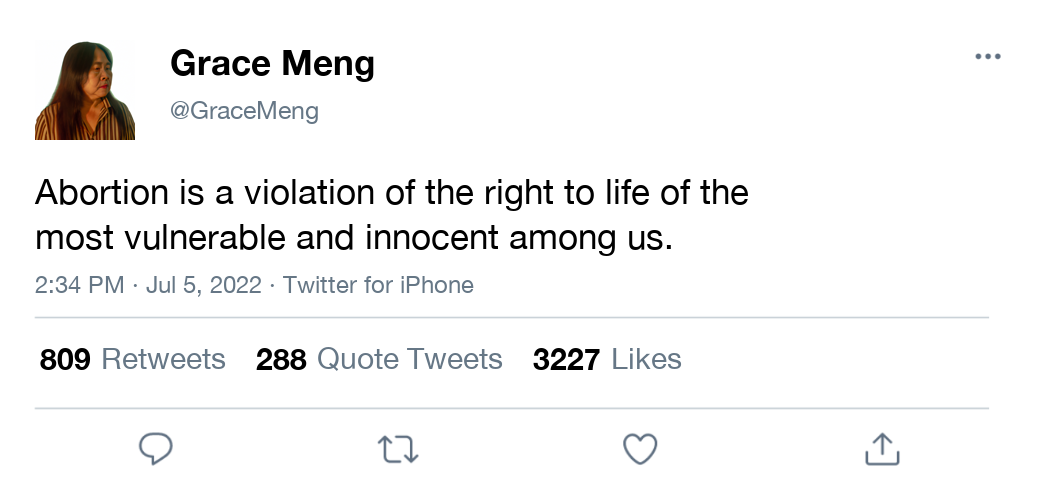 Grace Meng
@GraceMeng
Abortion is a violation of the right to life of the
most vulnerable and innocent among us.
2:34 PM · Jul 5, 2022 · Twitter for iPhone
809 Retweets 288 Quote Tweets 3227 Likes